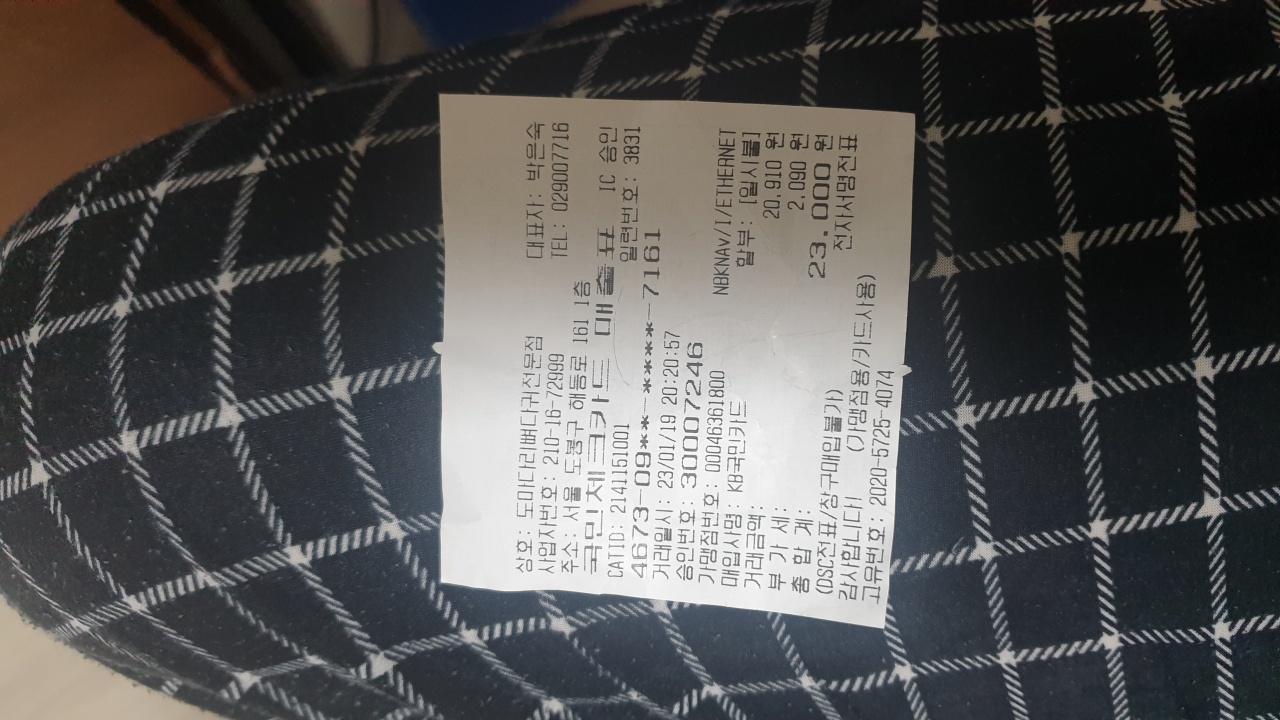 상호: 도마다리뼈다귀전문점 대표자: 박은숙
사업자번호: 210-16-72999 TEL: 029007716
주소: 서울 도봉구 해등로 161 1층
국민체크카드 매출표 IC 승인
CATID: 2141151001 일련번호: 3831
4673-09**-****-7161
거래일시: 23/01/19 20:20:57
승인번호: 30007246
가맹점번호: 00046361800
매입사명: KB국민카드 NBKNAV/I/ETHERNET
거래금액: 할부: [일시불]
20,910 원
부 가 세: 2,090 원
총 합 계: 23,000 원
(DSC전표/상구매입불가) 전자서명전표
감사합니다! (가맹점용/카드사용)
고유번호: 2020-5725-4074